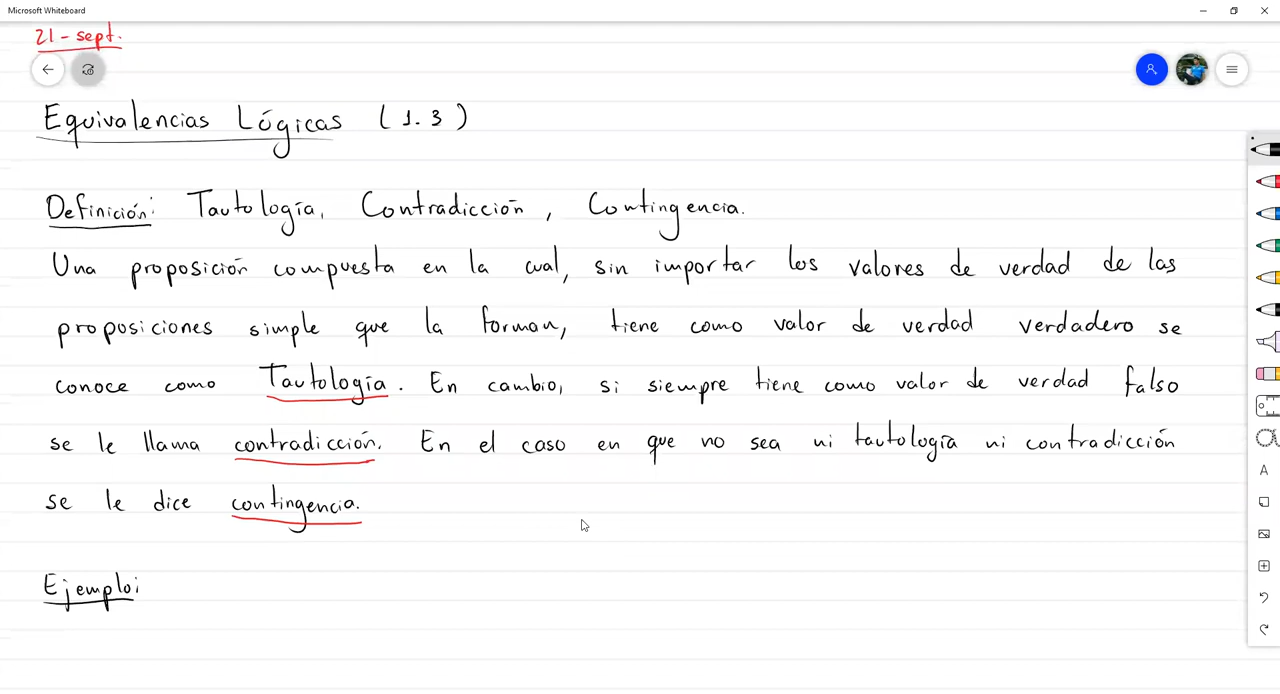 Microsoft Whiteboard
21 - sept.
Equivalencias Lógicas (1.3)
Definición: Tautología, Contradicción, Contingencia.
Una proposición compuesta en la cual, sin importar los valores de verdad de las
proposiciones simple que la forman, tiene como valor de verdad verdadero se
conoce como Tautología. En cambio, si siempre tiene como valor de verdad falso
se le llama contradicción. En el caso en que no sea ni tautología ni contradicción
se le dice contingencia.
Ejemplo: